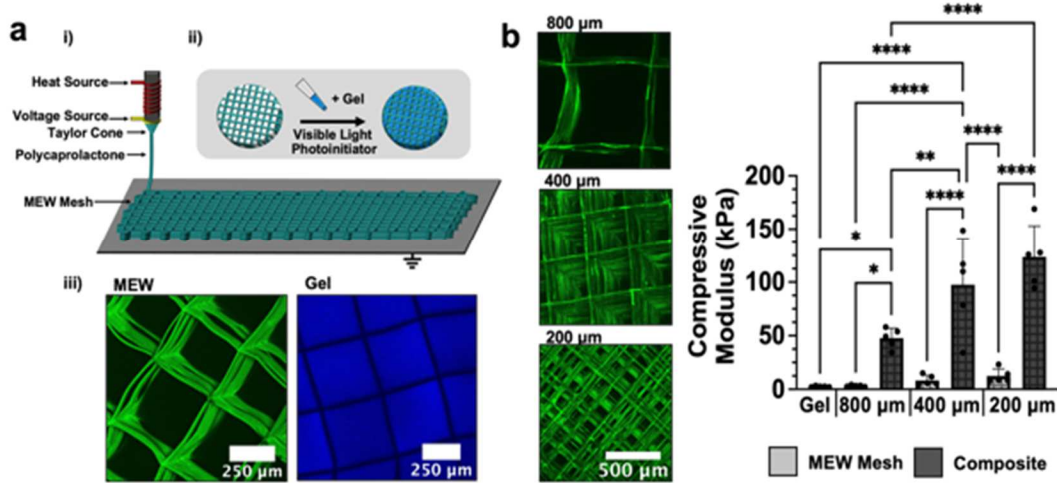 a
i)
ii)
Heat Source
Voltage Source
Taylor Cone
Polycaprolactone
MEW Mesh
+ Gel
Visible Light
Photoinitiator
iii)
MEW
Gel
250 µm
250 µm
b
800 µm
400 µm
200 µm
500 µm
Compressive
Modulus (kPa)
200
150
100
50
0
****
****
****
****
**
****
****
*
*
Gel
800 µm
400 µm
200 µm
MEW Mesh
Composite